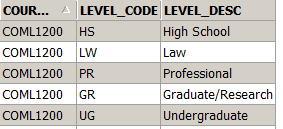 COUR... LEVEL_CODE LEVEL_DESC
COML1200 HS High School
COML1200 LW Law
COML1200 PR Professional
COML1200 GR Graduate/Research
COML1200 UG Undergraduate